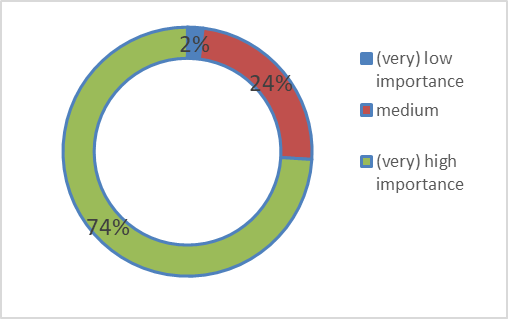 2%
24%
74%
(very) low
importance
medium
(very) high
importance